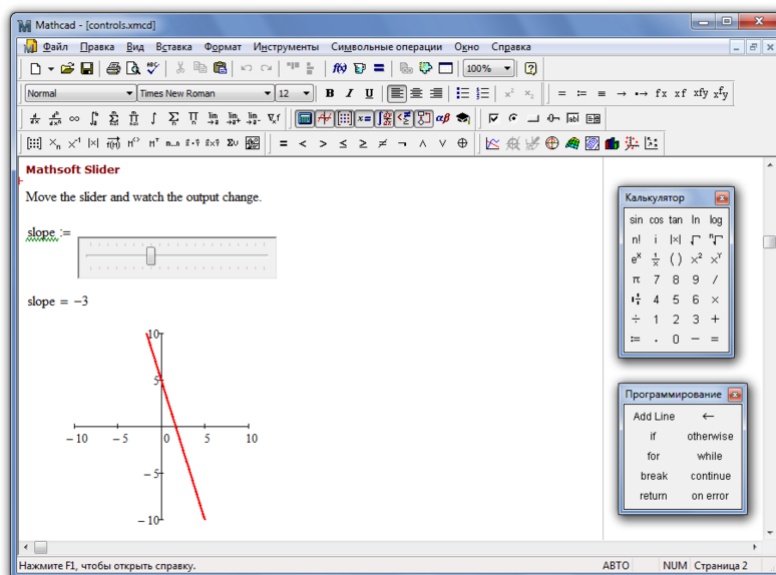 Mathcad - [controls.xmcd]
Файл Правка Вид Вставка Формат Инструменты Символьные операции Окно Справка
100%
Normal Times New Roman 12 B I U
Mathsoft Slider
Move the slider and watch the output change.
slope :=
slope = −3
10
5
−10 −5 0 5 10
−5
−10
Калькулятор
sin cos tan ln log
n! i |×| √ ⁿ√
eˣ 1/x ( ) ×² ×ʸ
π 7 8 9 /
4 5 6 ×
÷ 1 2 3 +
:= . 0 − =
Программирование
Add Line ←
if otherwise
for while
break continue
return on error
Нажмите F1, чтобы открыть справку.
АВТО NUM Страница 2